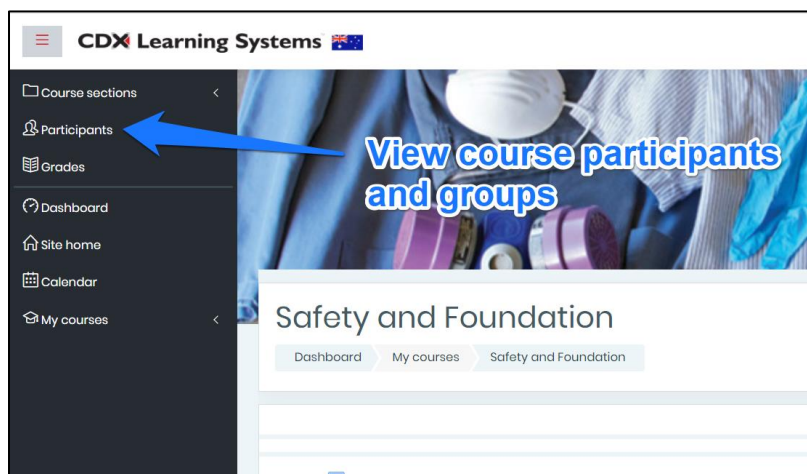 CDX Learning Systems
Course sections
Participants
Grades
Dashboard
Site home
Calendar
My courses
View course participants
and groups
Safety and Foundation
Dashboard My courses Safety and Foundation